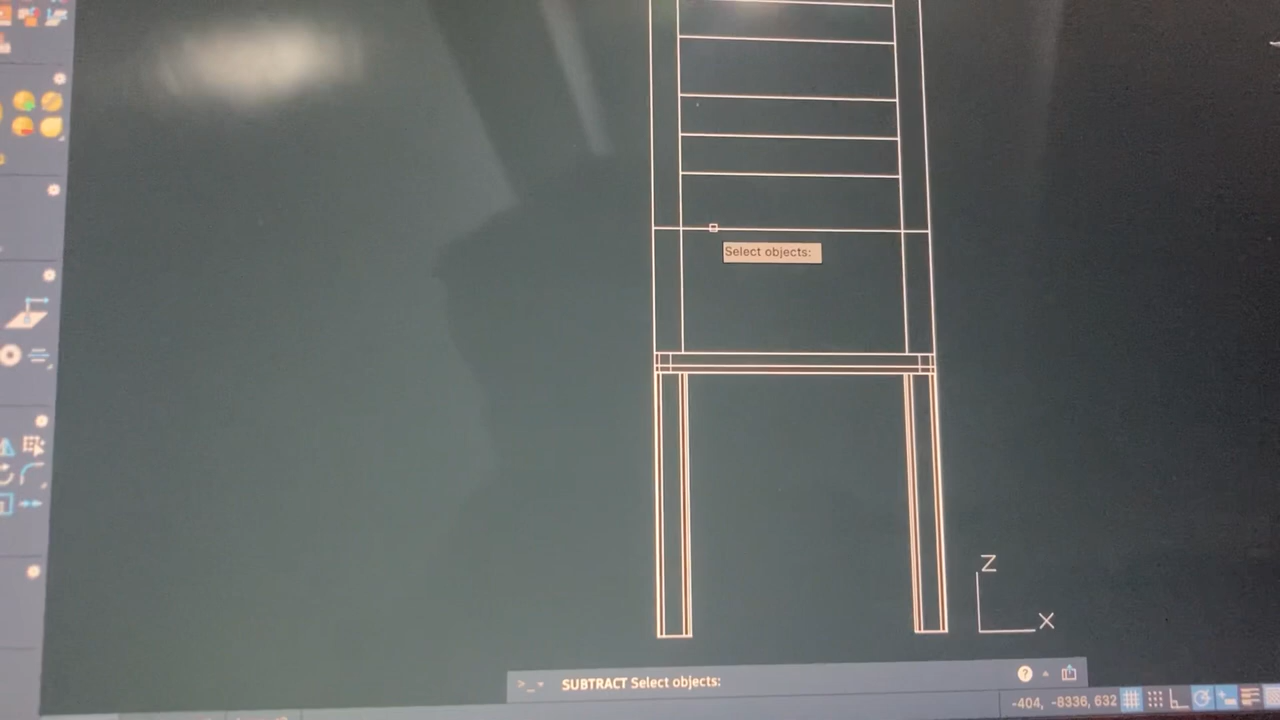 Select objects:
Z
X
>_ SUBTRACT Select objects:
-404, -8336, 632